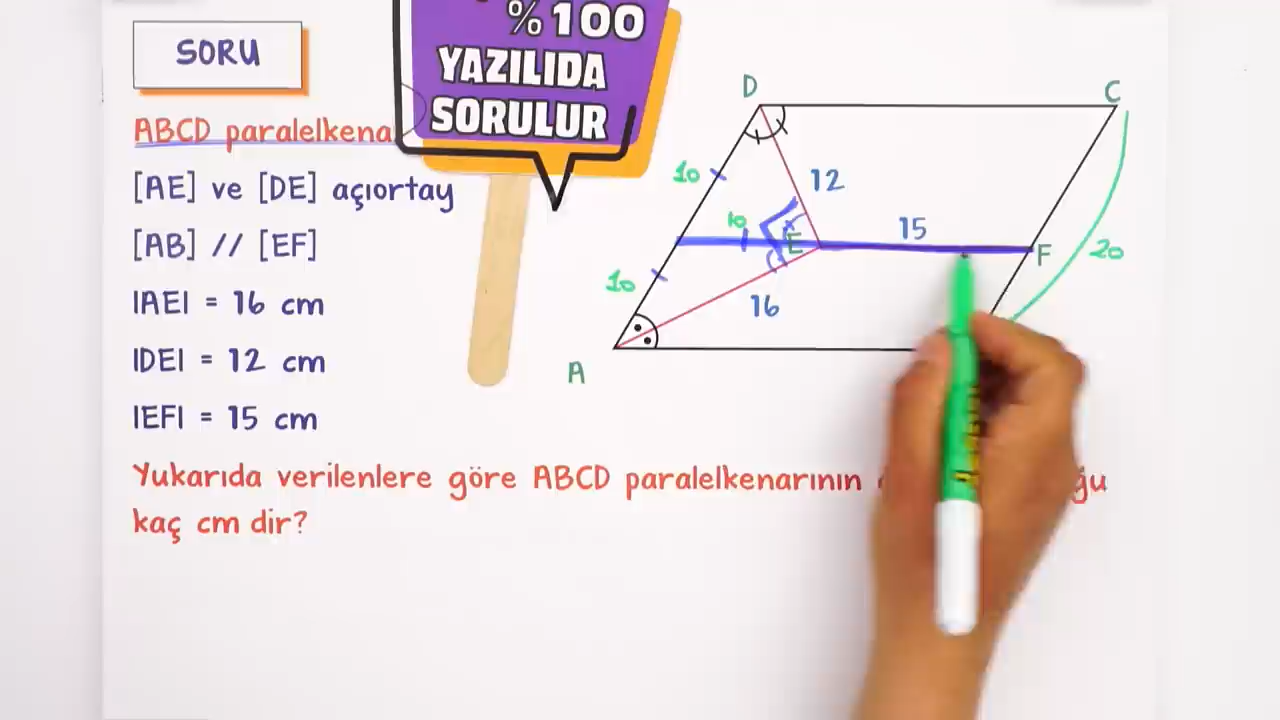 SORU
%100
YAZILIDA
SORULUR
ABCD paralelkena
[AE] ve [DE] açıortay
[AB] // [EF]
|AE| = 16 cm
|DE| = 12 cm
|EF| = 15 cm
Yukarıda verilenlere göre ABCD paralelkenarının
kaç cm dir?
D
C
10
12
10
15
E
F
20
10
16
A